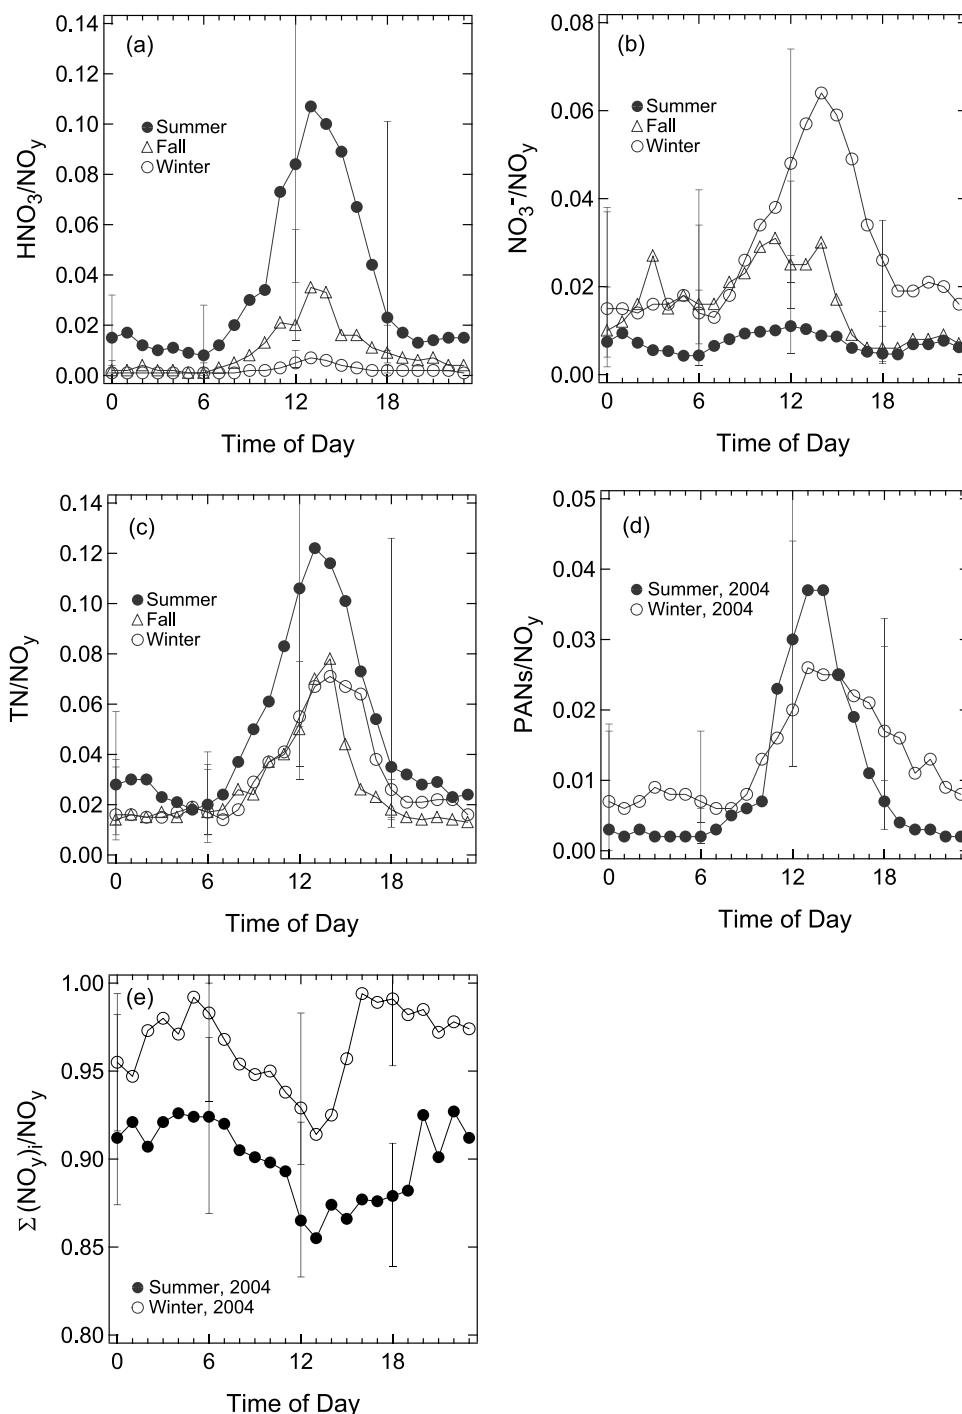 (a)
0.14
0.12
0.10
0.08
0.06
0.04
0.02
0.00
HNO3/NOy
Summer
Fall
Winter
0 6 12 18
Time of Day
(b)
0.08
0.06
0.04
0.02
0.00
NO3-/NOy
Summer
Fall
Winter
0 6 12 18
Time of Day
(c)
0.14
0.12
0.10
0.08
0.06
0.04
0.02
0.00
TN/NOy
Summer
Fall
Winter
0 6 12 18
Time of Day
(d)
0.05
0.04
0.03
0.02
0.01
0.00
PANs/NOy
Summer, 2004
Winter, 2004
0 6 12 18
Time of Day
(e)
1.00
0.95
0.90
0.85
0.80
Σ (NOy)i/NOy
Summer, 2004
Winter, 2004
0 6 12 18
Time of Day